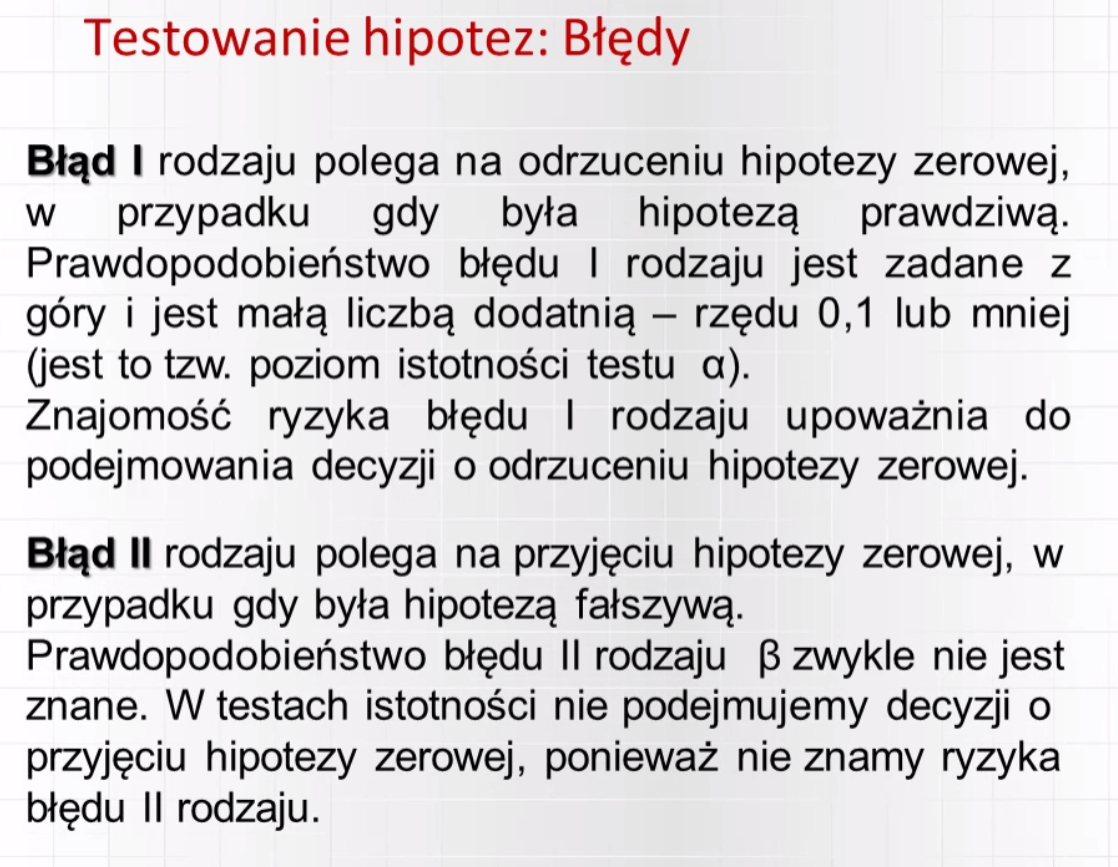 Testowanie hipotez: Błędy
Błąd I rodzaju polega na odrzuceniu hipotezy zerowej,
w przypadku gdy była hipotezą prawdziwą.
Prawdopodobieństwo błędu I rodzaju jest zadane z
góry i jest małą liczbą dodatnią – rzędu 0,1 lub mniej
(jest to tzw. poziom istotności testu α).
Znajomość ryzyka błędu I rodzaju upoważnia do
podejmowania decyzji o odrzuceniu hipotezy zerowej.
Błąd II rodzaju polega na przyjęciu hipotezy zerowej, w
przypadku gdy była hipotezą fałszywą.
Prawdopodobieństwo błędu II rodzaju β zwykle nie jest
znane. W testach istotności nie podejmujemy decyzji o
przyjęciu hipotezy zerowej, ponieważ nie znamy ryzyka
błędu II rodzaju.